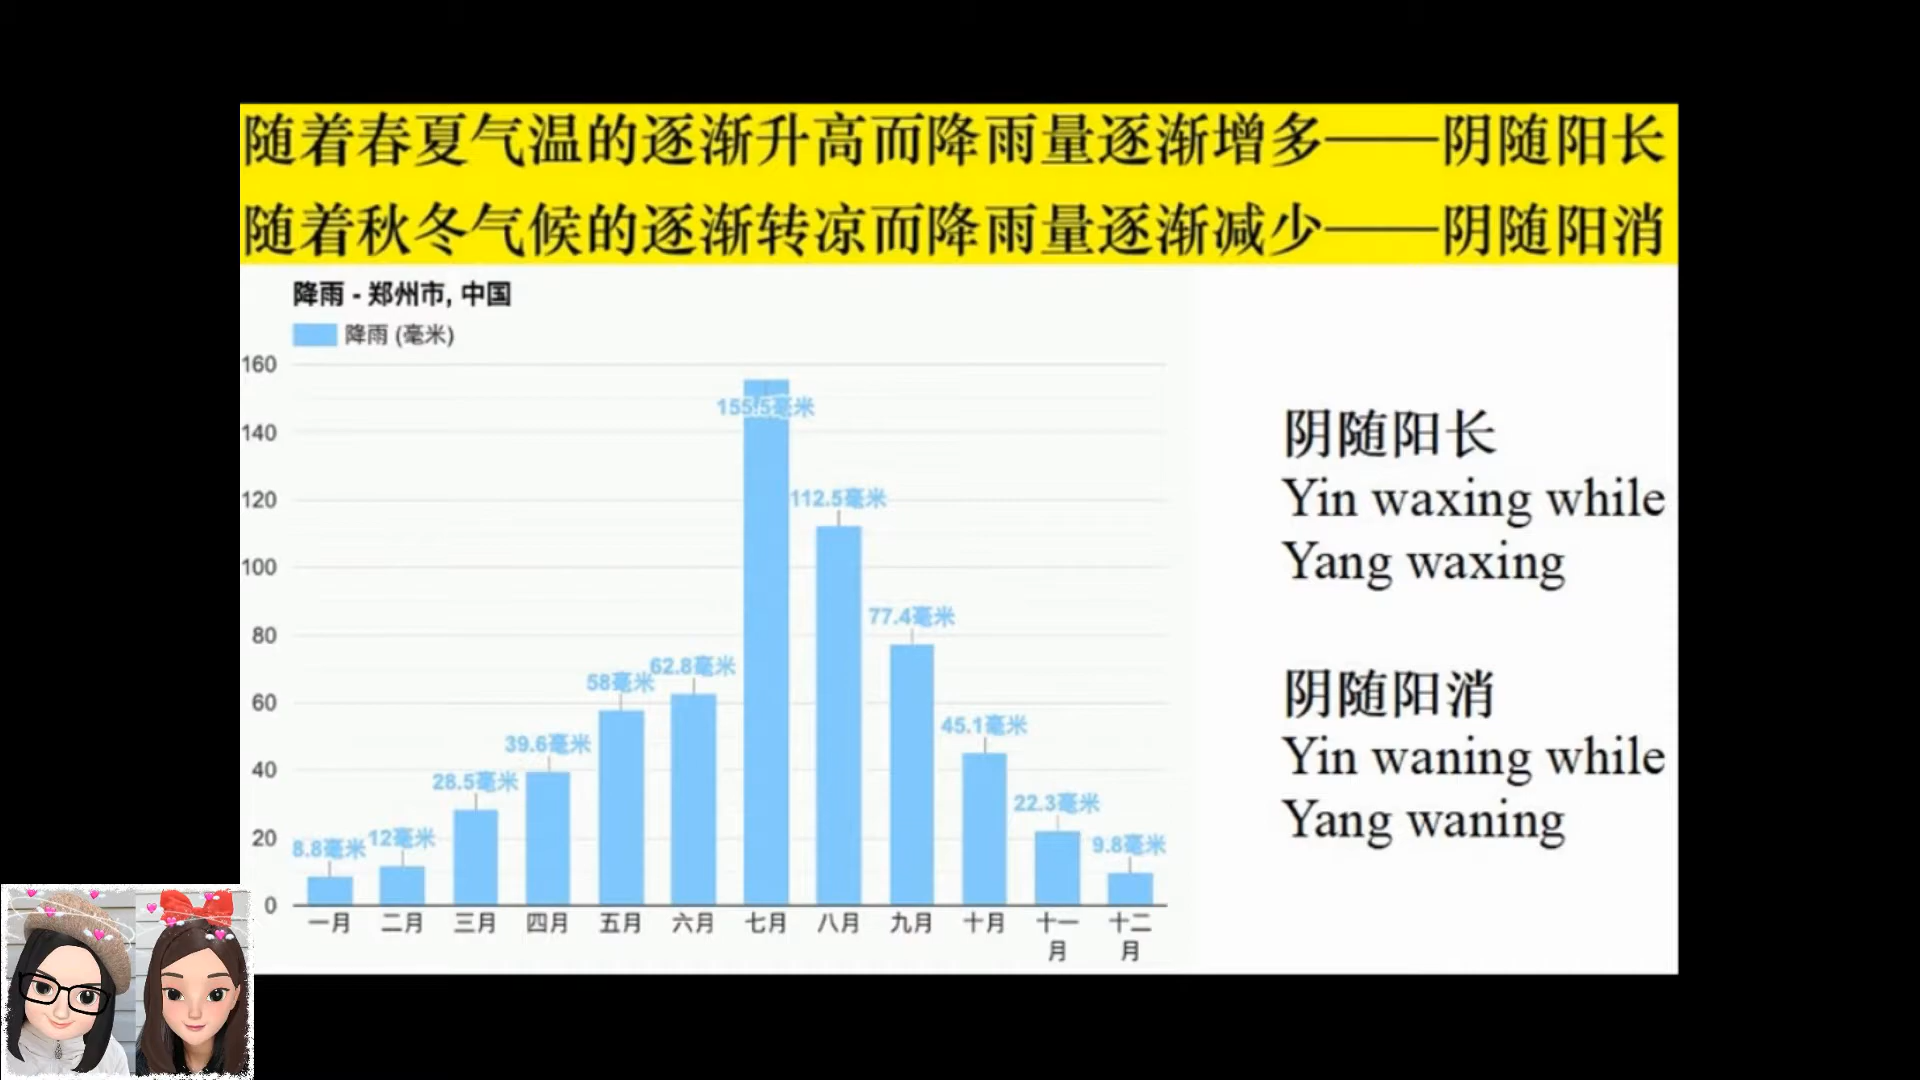 随着春夏气温的逐渐升高而降雨量逐渐增多——阴随阳长
随着秋冬气候的逐渐转凉而降雨量逐渐减少——阴随阳消
降雨 - 郑州市, 中国
降雨 (毫米)
160
140
120
100
80
60
40
20
0
8.8毫米
12毫米
28.5毫米
39.6毫米
58毫米
62.8毫米
155.5毫米
112.5毫米
77.4毫米
45.1毫米
22.3毫米
9.8毫米
一月
二月
三月
四月
五月
六月
七月
八月
九月
十月
十一
月
十二
月
阴随阳长
Yin waxing while
Yang waxing
阴随阳消
Yin waning while
Yang waning